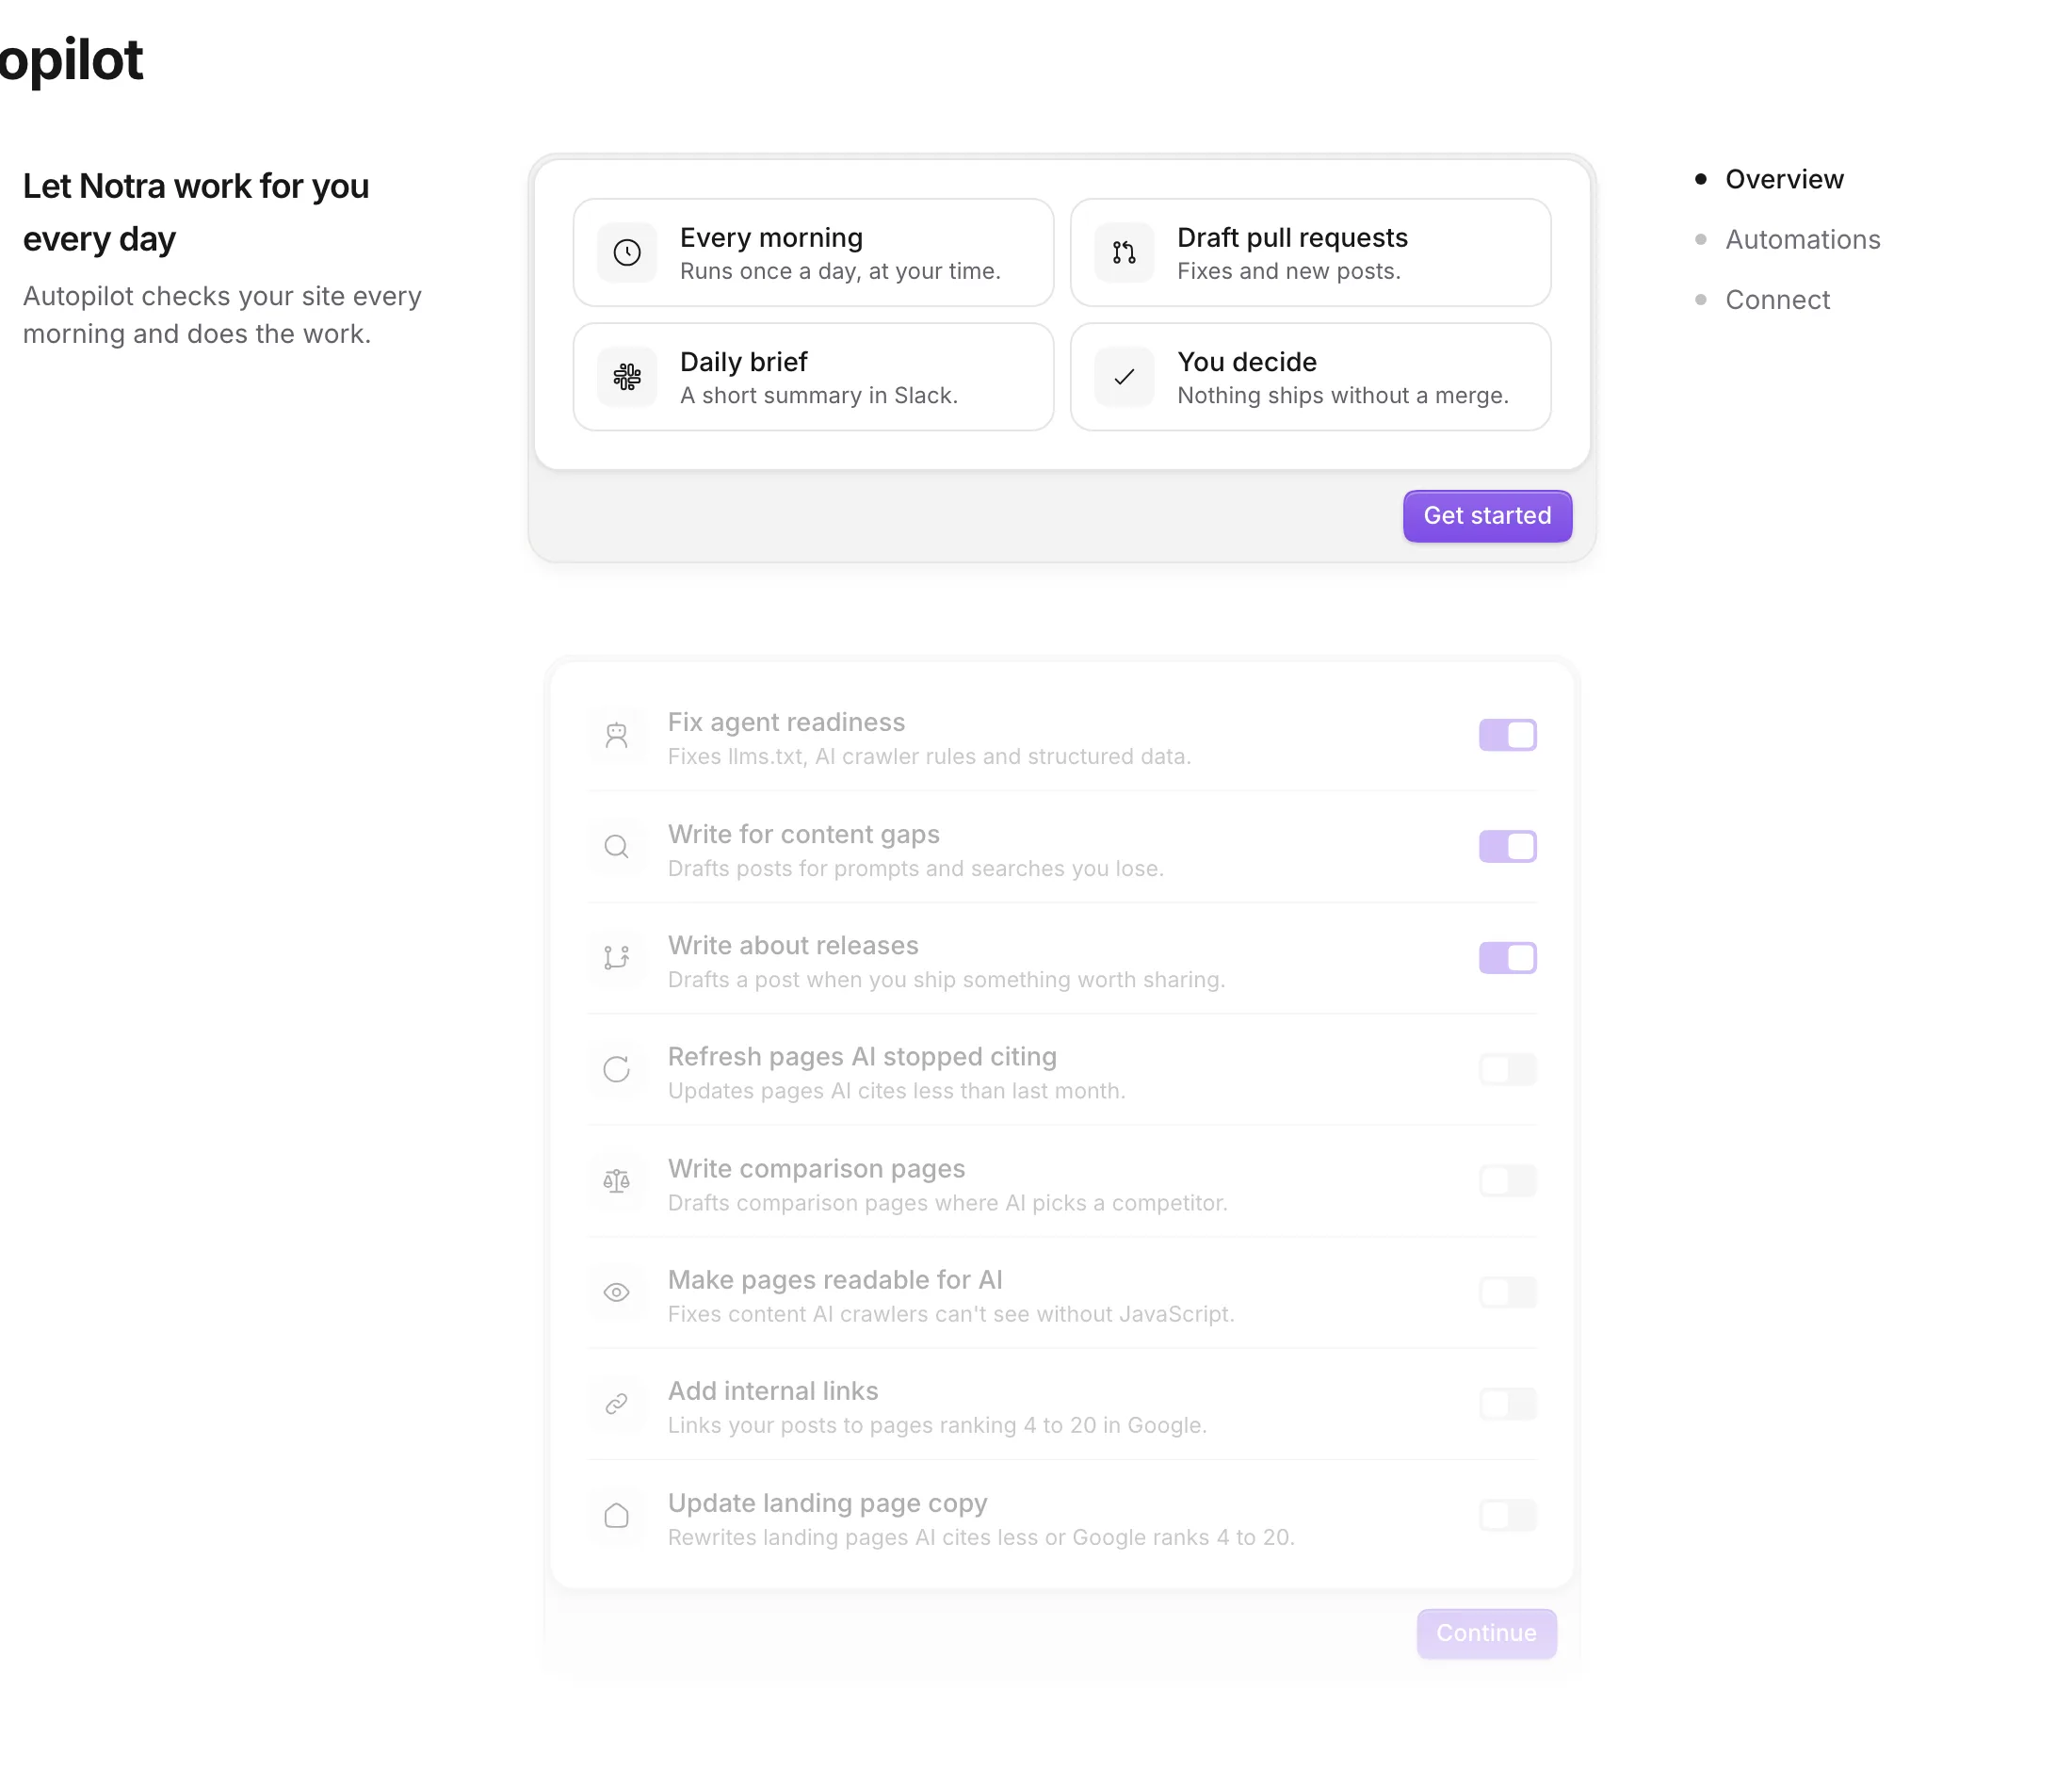 opilot
Let Notra work for you
every day
Autopilot checks your site every
morning and does the work.
Every morning
Runs once a day, at your time.
Draft pull requests
Fixes and new posts.
Daily brief
A short summary in Slack.
You decide
Nothing ships without a merge.
Get started
Overview
Automations
Connect
Fix agent readiness
Fixes llms.txt, AI crawler rules and structured data.
Write for content gaps
Drafts posts for prompts and searches you lose.
Write about releases
Drafts a post when you ship something worth sharing.
Refresh pages AI stopped citing
Updates pages AI cites less than last month.
Write comparison pages
Drafts comparison pages where AI picks a competitor.
Make pages readable for AI
Fixes content AI crawlers can't see without JavaScript.
Add internal links
Links your posts to pages ranking 4 to 20 in Google.
Update landing page copy
Rewrites landing pages AI cites less or Google ranks 4 to 20.
Continue